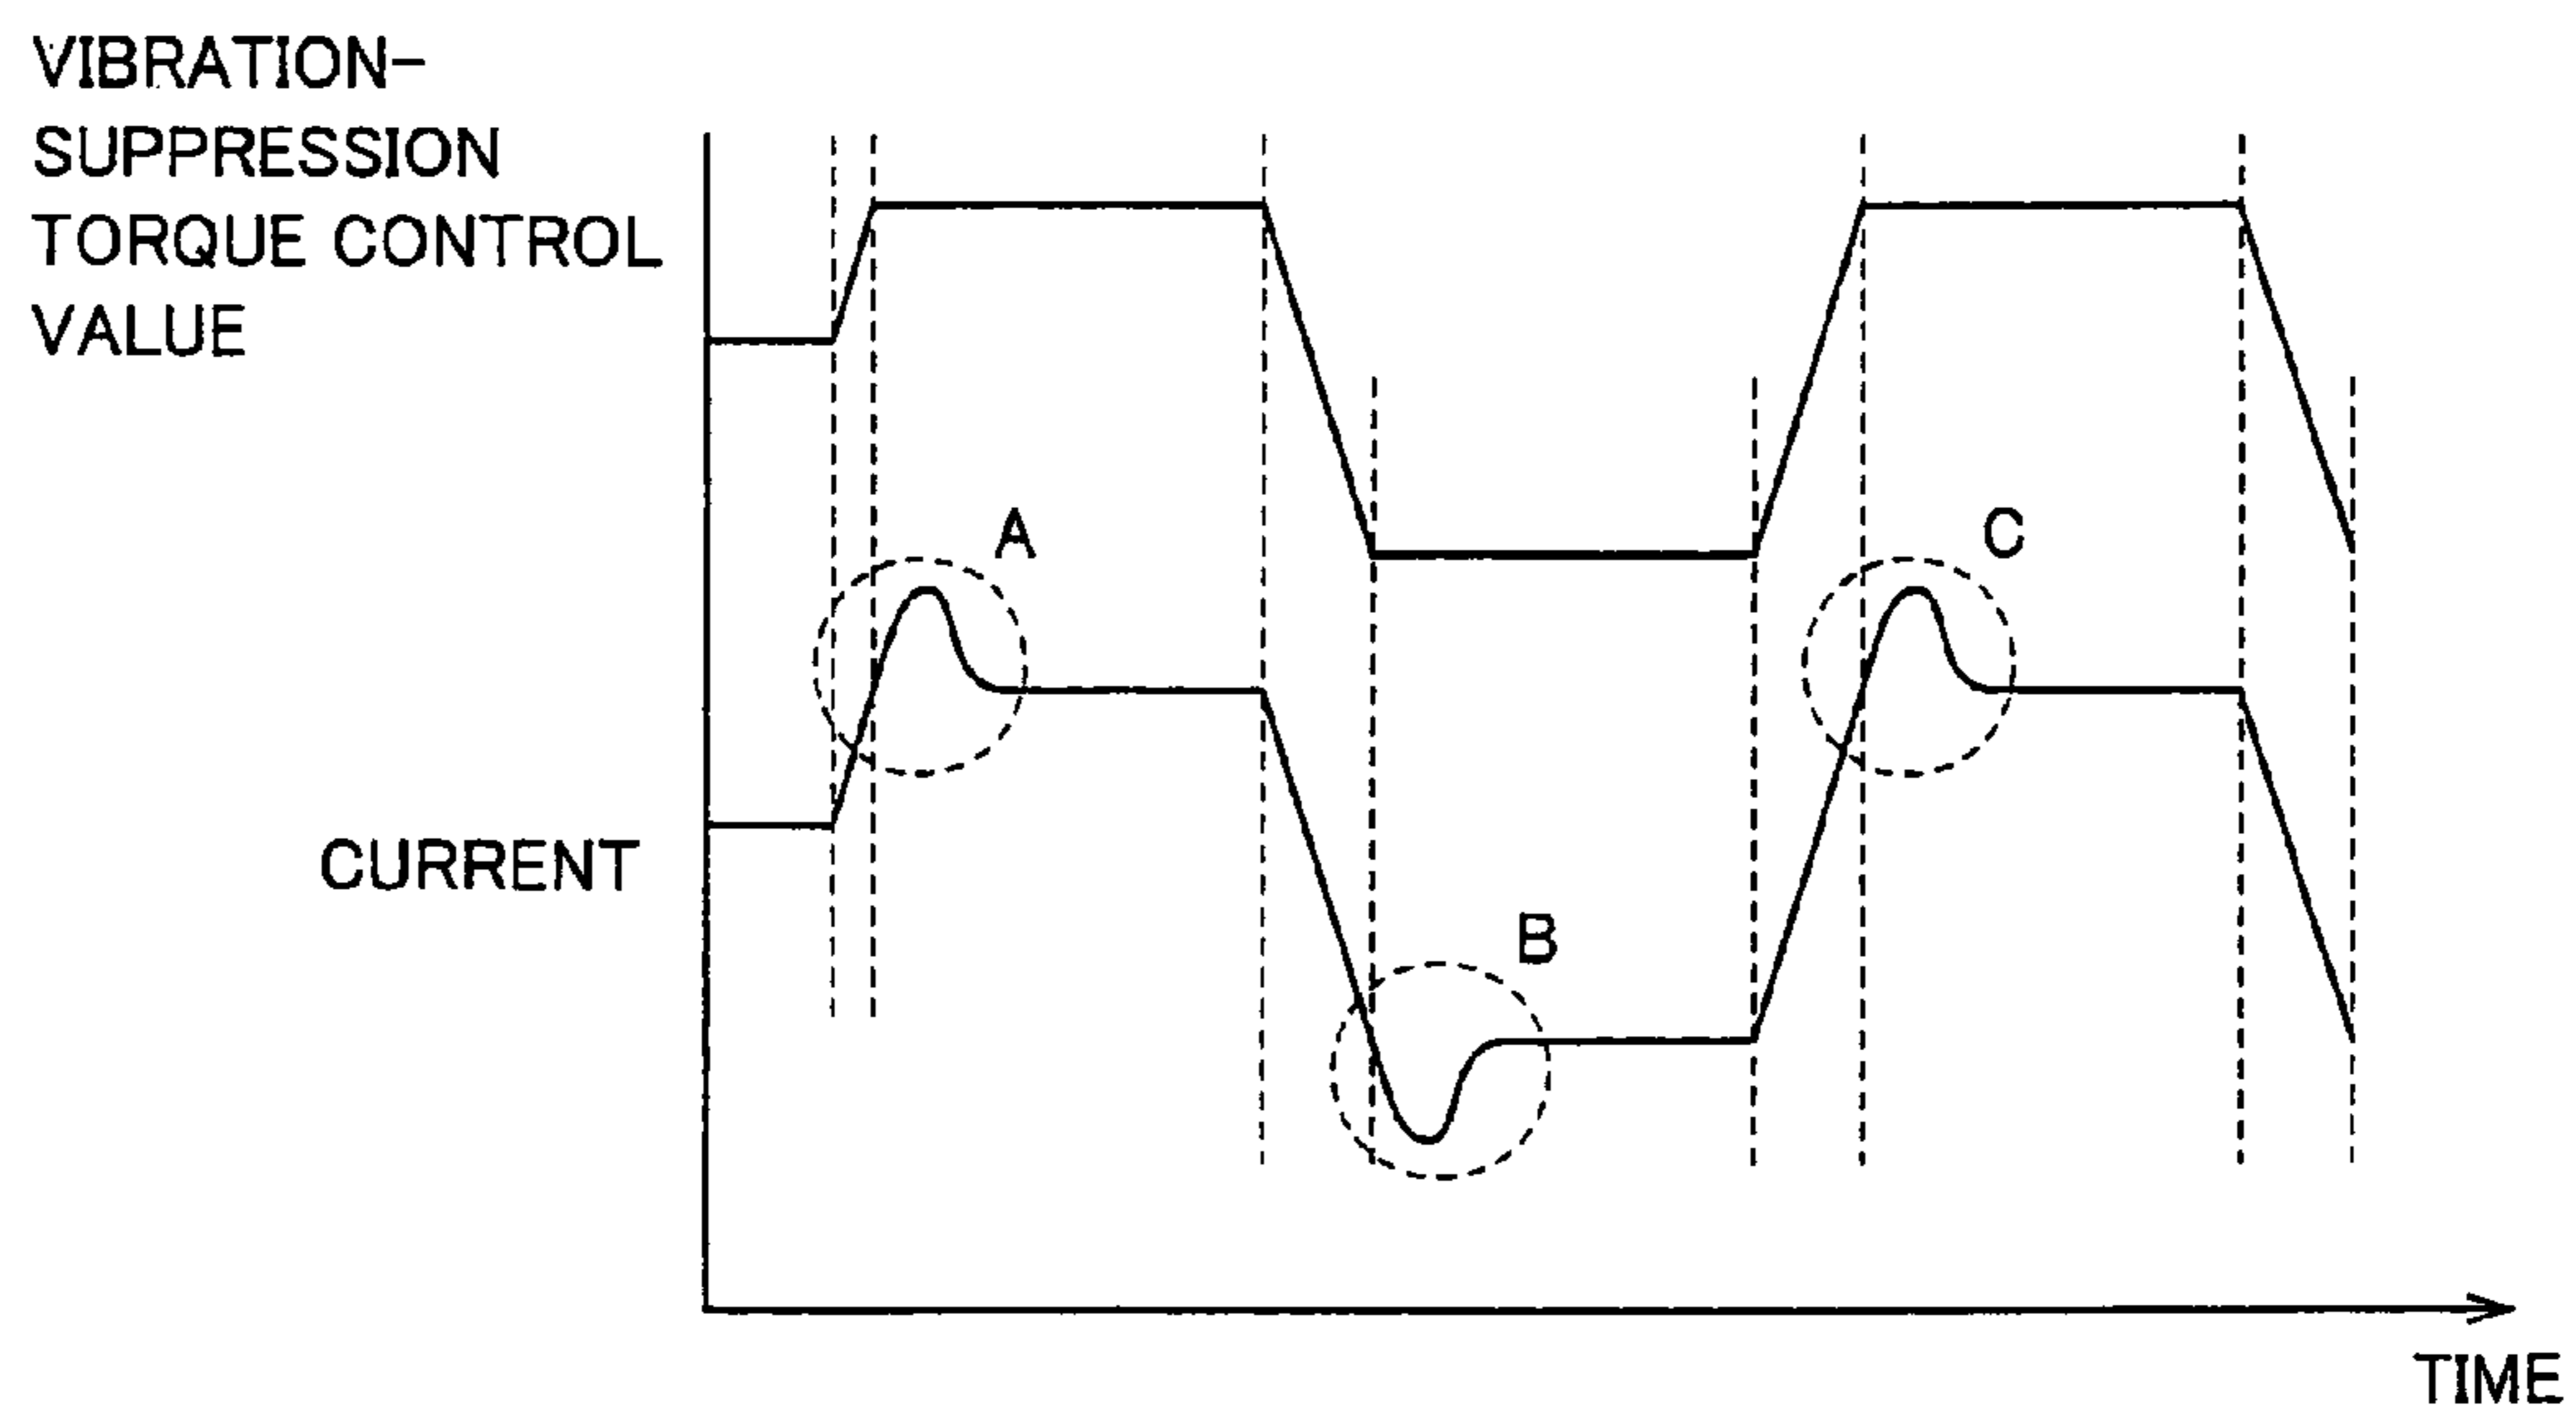 VIBRATION-
SUPPRESSION
TORQUE CONTROL
VALUE
A
C
CURRENT
B
TIME